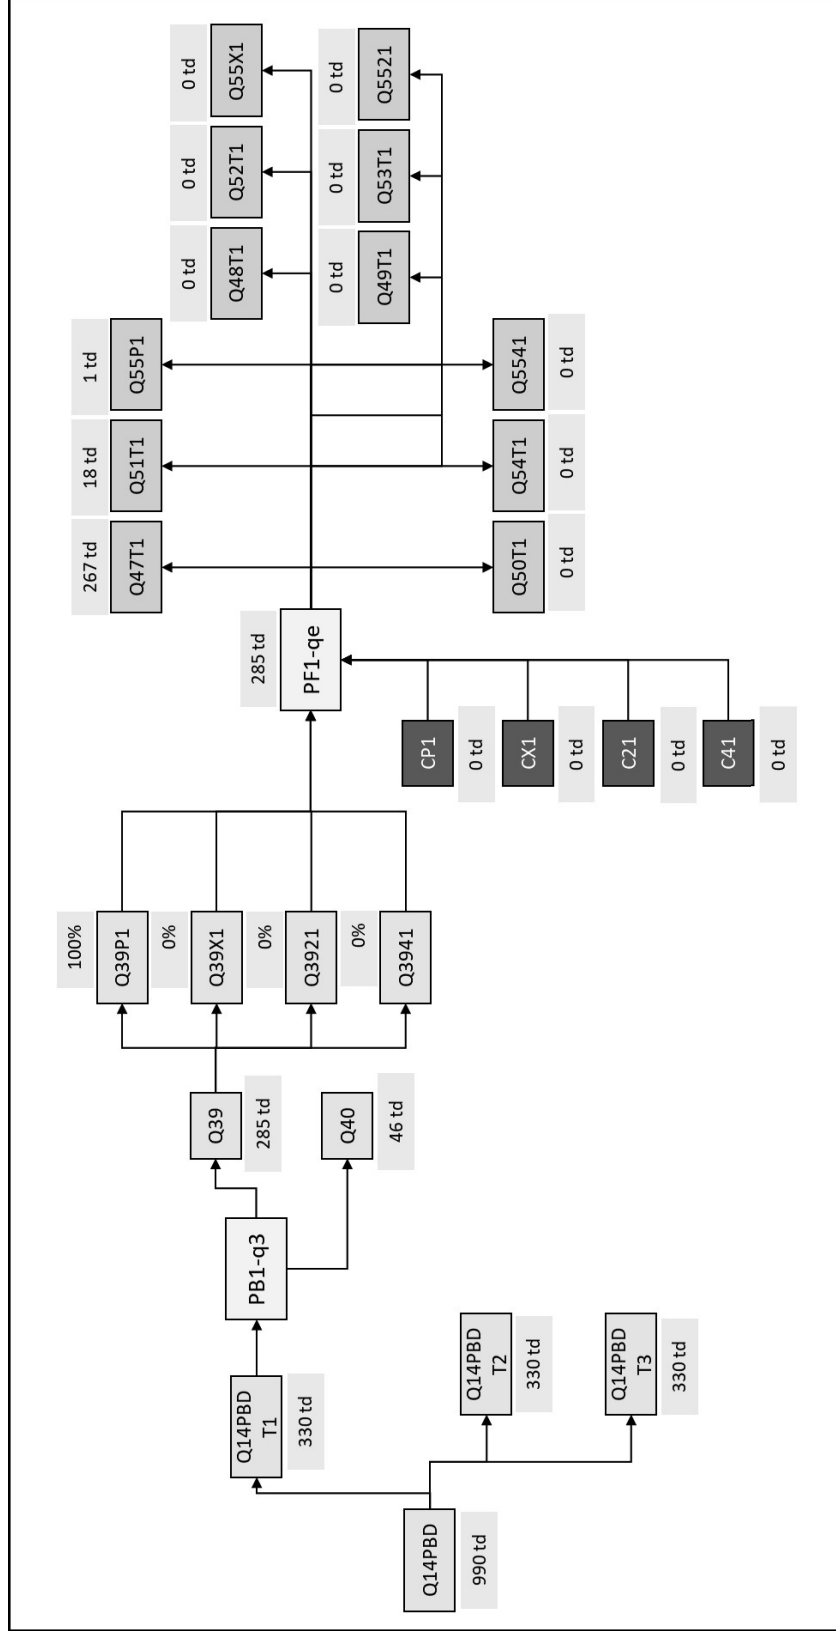 Q14PBD
990 td
Q14PBD
T1
330 td
Q14PBD
T2
330 td
Q14PBD
T3
330 td
PB1-q3
Q39
285 td
Q40
46 td
100%
Q39P1
0%
Q39X1
0%
Q3921
0%
Q3941
CP1
0 td
CX1
0 td
C21
0 td
C41
0 td
285 td
PF1-qe
267 td
Q47T1
18 td
Q51T1
1 td
Q55P1
0 td
Q48T1
0 td
Q52T1
0 td
Q55X1
0 td
Q49T1
0 td
Q53T1
0 td
Q5521
Q50T1
0 td
Q54T1
0 td
Q5541
0 td